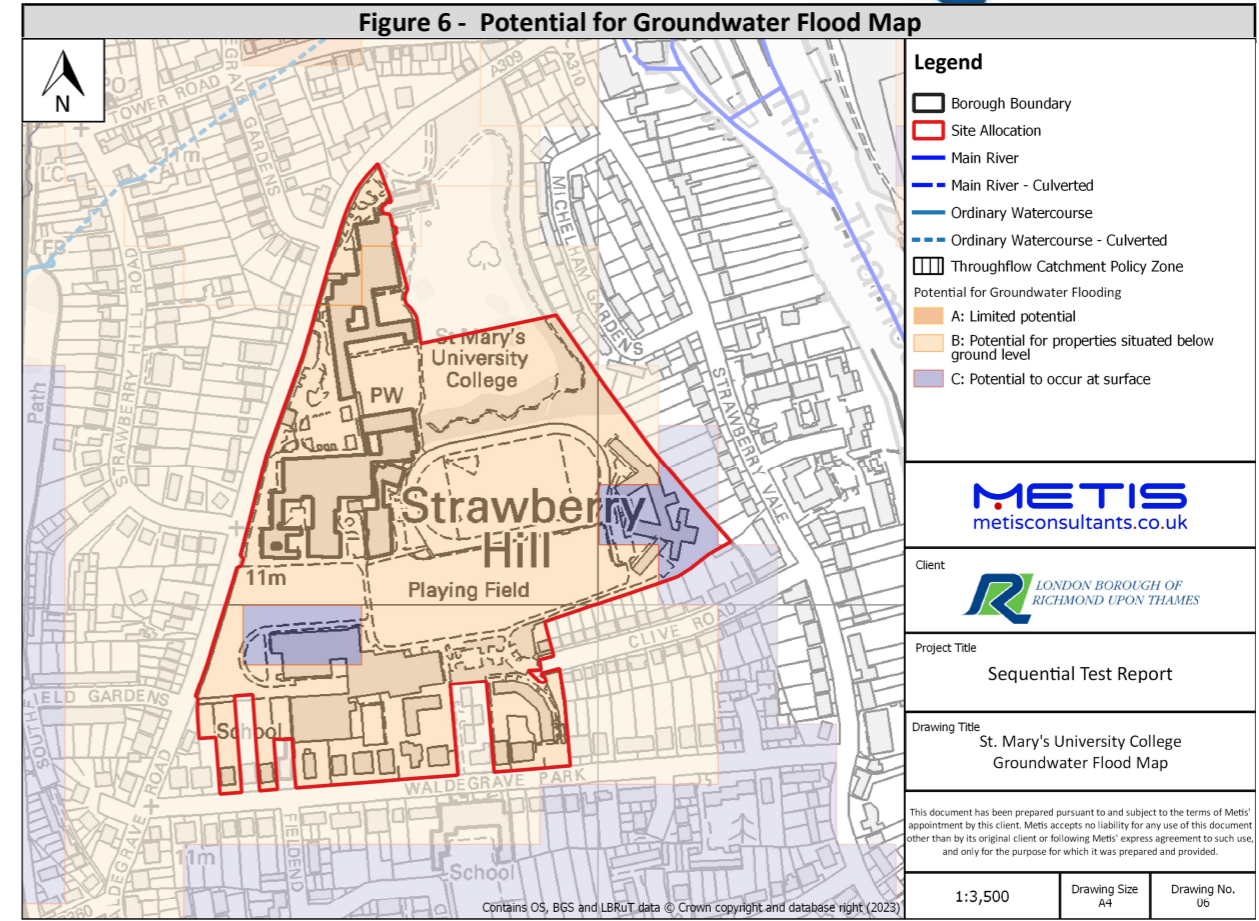 Figure 6 - Potential for Groundwater Flood Map
N
TOWER ROAD
A309
A310
11m
LC
STRAWBERRY HILL ROAD
MICHELHAM GARDENS
River Thames
Path
St Mary's
University
College
PW
STRAWBERRY VALE
Strawberry
Hill
11m
Playing Field
CLIVE RO
School
WALDEGRAVE PARK
FIELDEND
11m
School
Contains OS, BGS and LBRuT data © Crown copyright and database right (2023)
Legend
Borough Boundary
Site Allocation
Main River
Main River - Culverted
Ordinary Watercourse
Ordinary Watercourse - Culverted
Throughflow Catchment Policy Zone
Potential for Groundwater Flooding
A: Limited potential
B: Potential for properties situated below
ground level
C: Potential to occur at surface
METIS
metisconsultants.co.uk
Client
LONDON BOROUGH OF
RICHMOND UPON THAMES
Project Title
Sequential Test Report
Drawing Title
St. Mary's University College
Groundwater Flood Map
This document has been prepared pursuant to and subject to the terms of Metis'
appointment by this client. Metis accepts no liability for any use of this document
other than by its original client or following Metis' express agreement to such use,
and only for the purpose for which it was prepared and provided.
1:3,500
Drawing Size
A4
Drawing No.
06